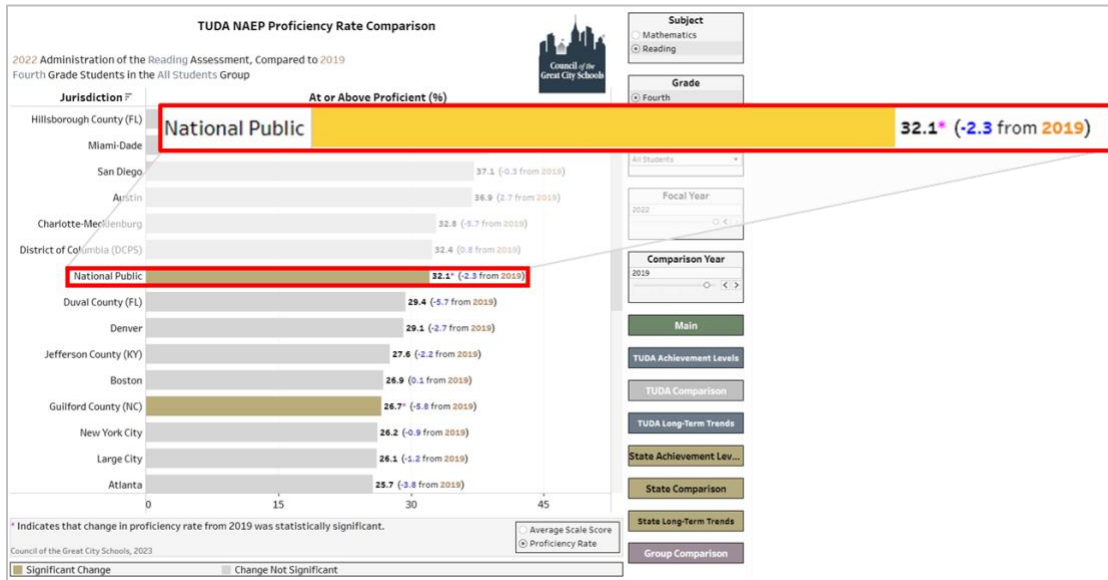 TUDA NAEP Proficiency Rate Comparison
2022 Administration of the Reading Assessment, Compared to 2019
Fourth Grade Students in the All Students Group
Council of the
Great City Schools
Jurisdiction
At or Above Proficient (%)
Hillsborough County (FL)
National Public 32.1* (-2.3 from 2019)
Miami-Dade
San Diego 37.1 (-0.3 from 2019)
Austin 36.9 (2.7 from 2019)
Charlotte-Mecklenburg 32.8 (-5.7 from 2019)
District of Columbia (DCPS) 32.4 (0.8 from 2019)
National Public 32.1* (-2.3 from 2019)
Duval County (FL) 29.4 (-5.7 from 2019)
Denver 29.1 (-2.7 from 2019)
Jefferson County (KY) 27.6 (-2.2 from 2019)
Boston 26.9 (0.1 from 2019)
Guilford County (NC) 26.7* (-5.8 from 2019)
New York City 26.2 (-0.9 from 2019)
Large City 26.1 (-1.2 from 2019)
Atlanta 25.7 (-3.8 from 2019)
0 15 30 45
* Indicates that change in proficiency rate from 2019 was statistically significant.
Council of the Great City Schools, 2023
Average Scale Score
Proficiency Rate
Significant Change
Change Not Significant
Subject
Mathematics
Reading
Grade
Fourth
All Students
Focal Year
2022
Comparison Year
2019
Main
TUDA Achievement Levels
TUDA Comparison
TUDA Long-Term Trends
State Achievement Lev...
State Comparison
State Long-Term Trends
Group Comparison